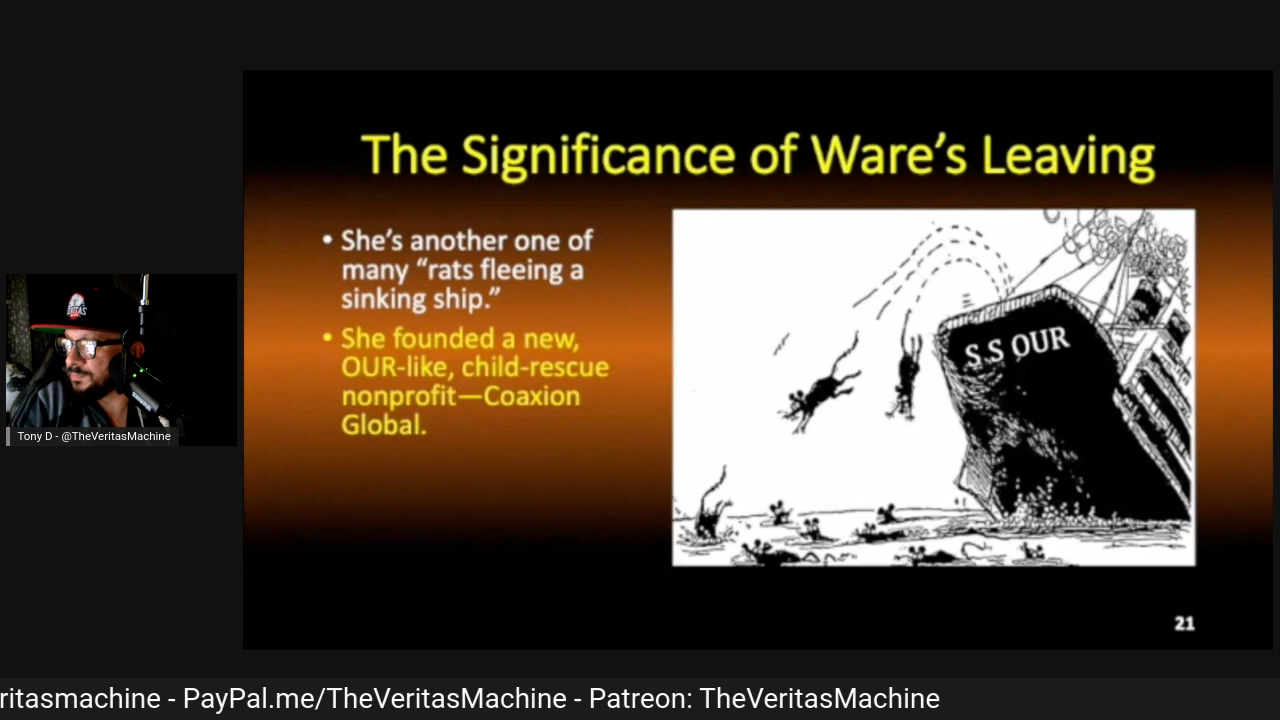 The Significance of Ware's Leaving
• She's another one of
many “rats fleeing a
sinking ship.”
• She founded a new,
OUR-like, child-rescue
nonprofit—Coaxion
Global.
S S OUR
Tony D - @TheVeritasMachine
21
ritasmachine - PayPal.me/TheVeritasMachine - Patreon: TheVeritasMachine